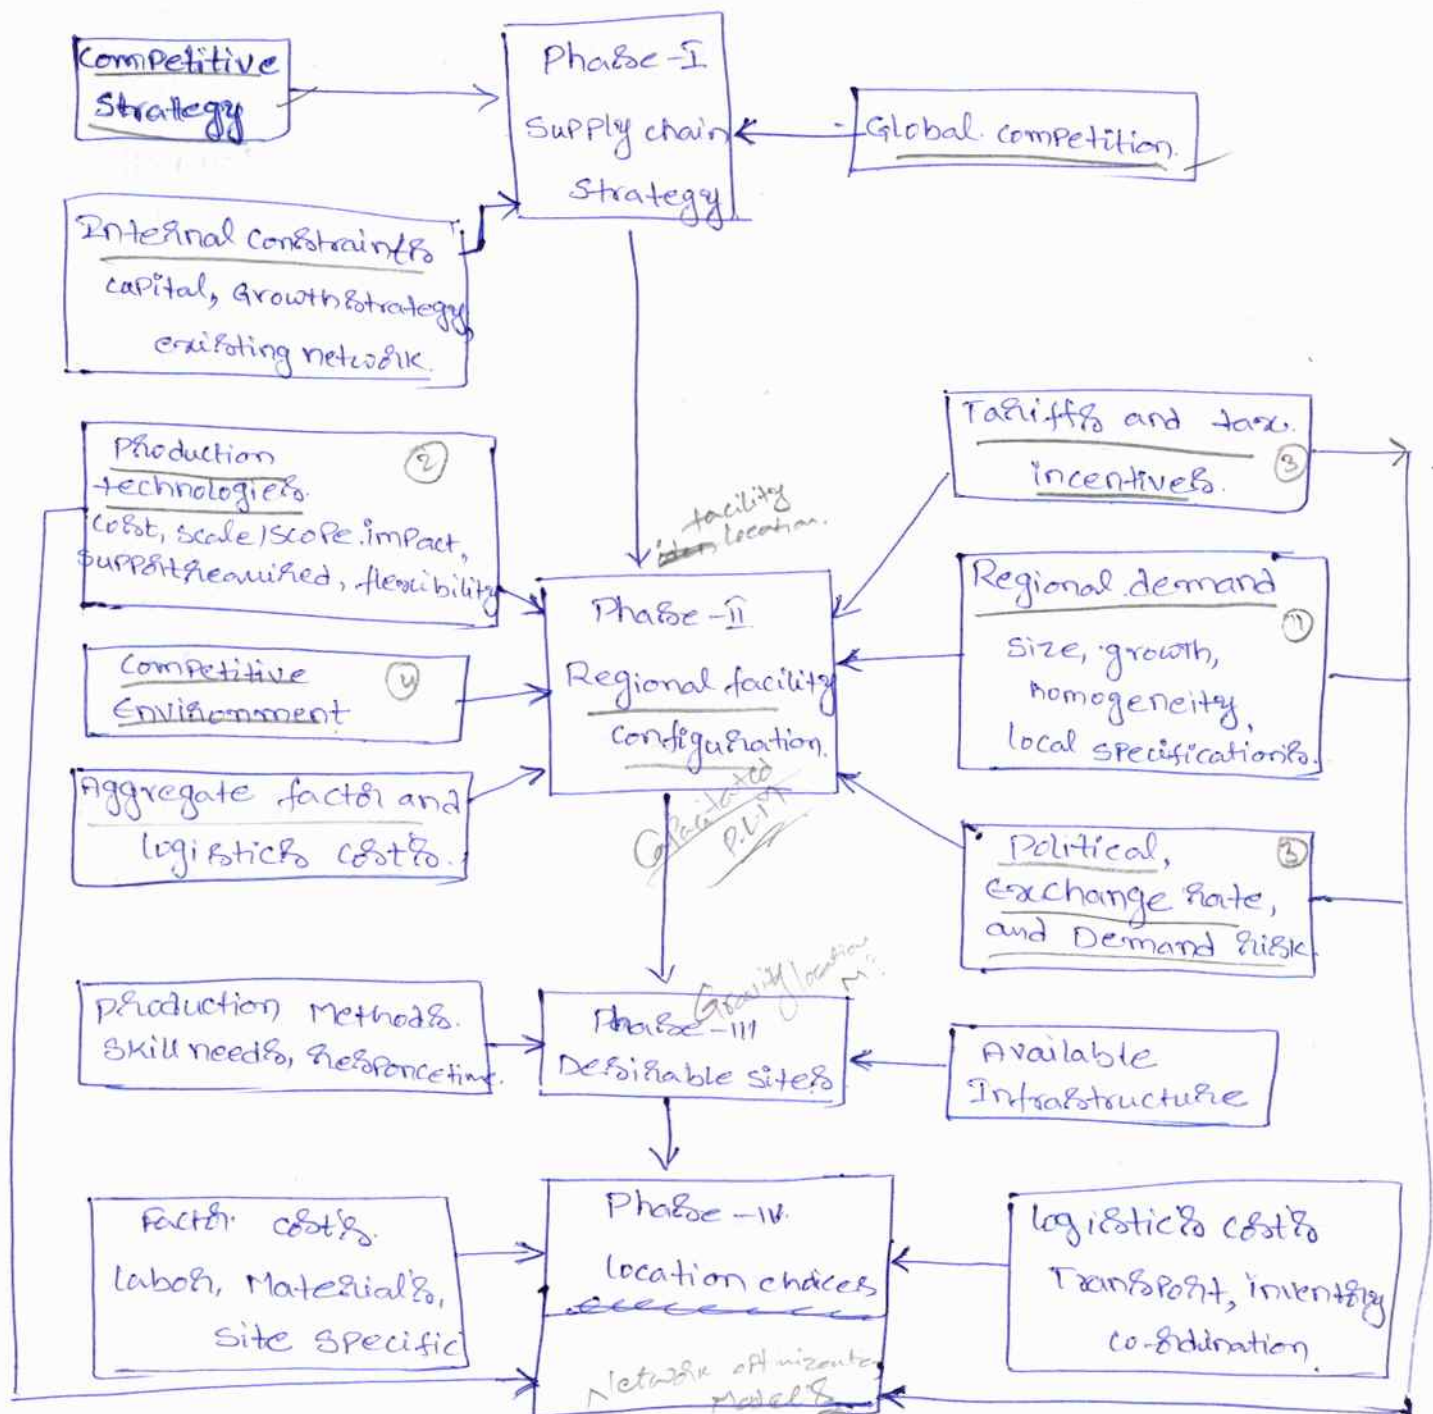 Competitive
Strategy
Phase-I
Supply chain
Strategy
Global competition.
Internal constraints
capital, Growth strategy,
existing network.
Production
technologies.
②
cost, scale/scope impact,
support required, flexibility
Tariffs and tax
incentives.
③
facility
location.
Phase-II
Regional facility
configuration.
Regional demand
①
size, growth,
homogeneity,
local specifications.
Competitive
Environment
④
Aggregate factor and
logistics costs.
Capacitated
P.L.M
Political,
③
exchange rate,
and Demand risk.
Gravity location
M
Production Methods.
skill needs, responcetime.
Phase-III
Desirable sites
Available
Infrastructure
Factor costs.
labor, Materials,
site specific
Phase-IV.
location choices
logistics costs
Transport, inventory
co-ordination.
Network
Models